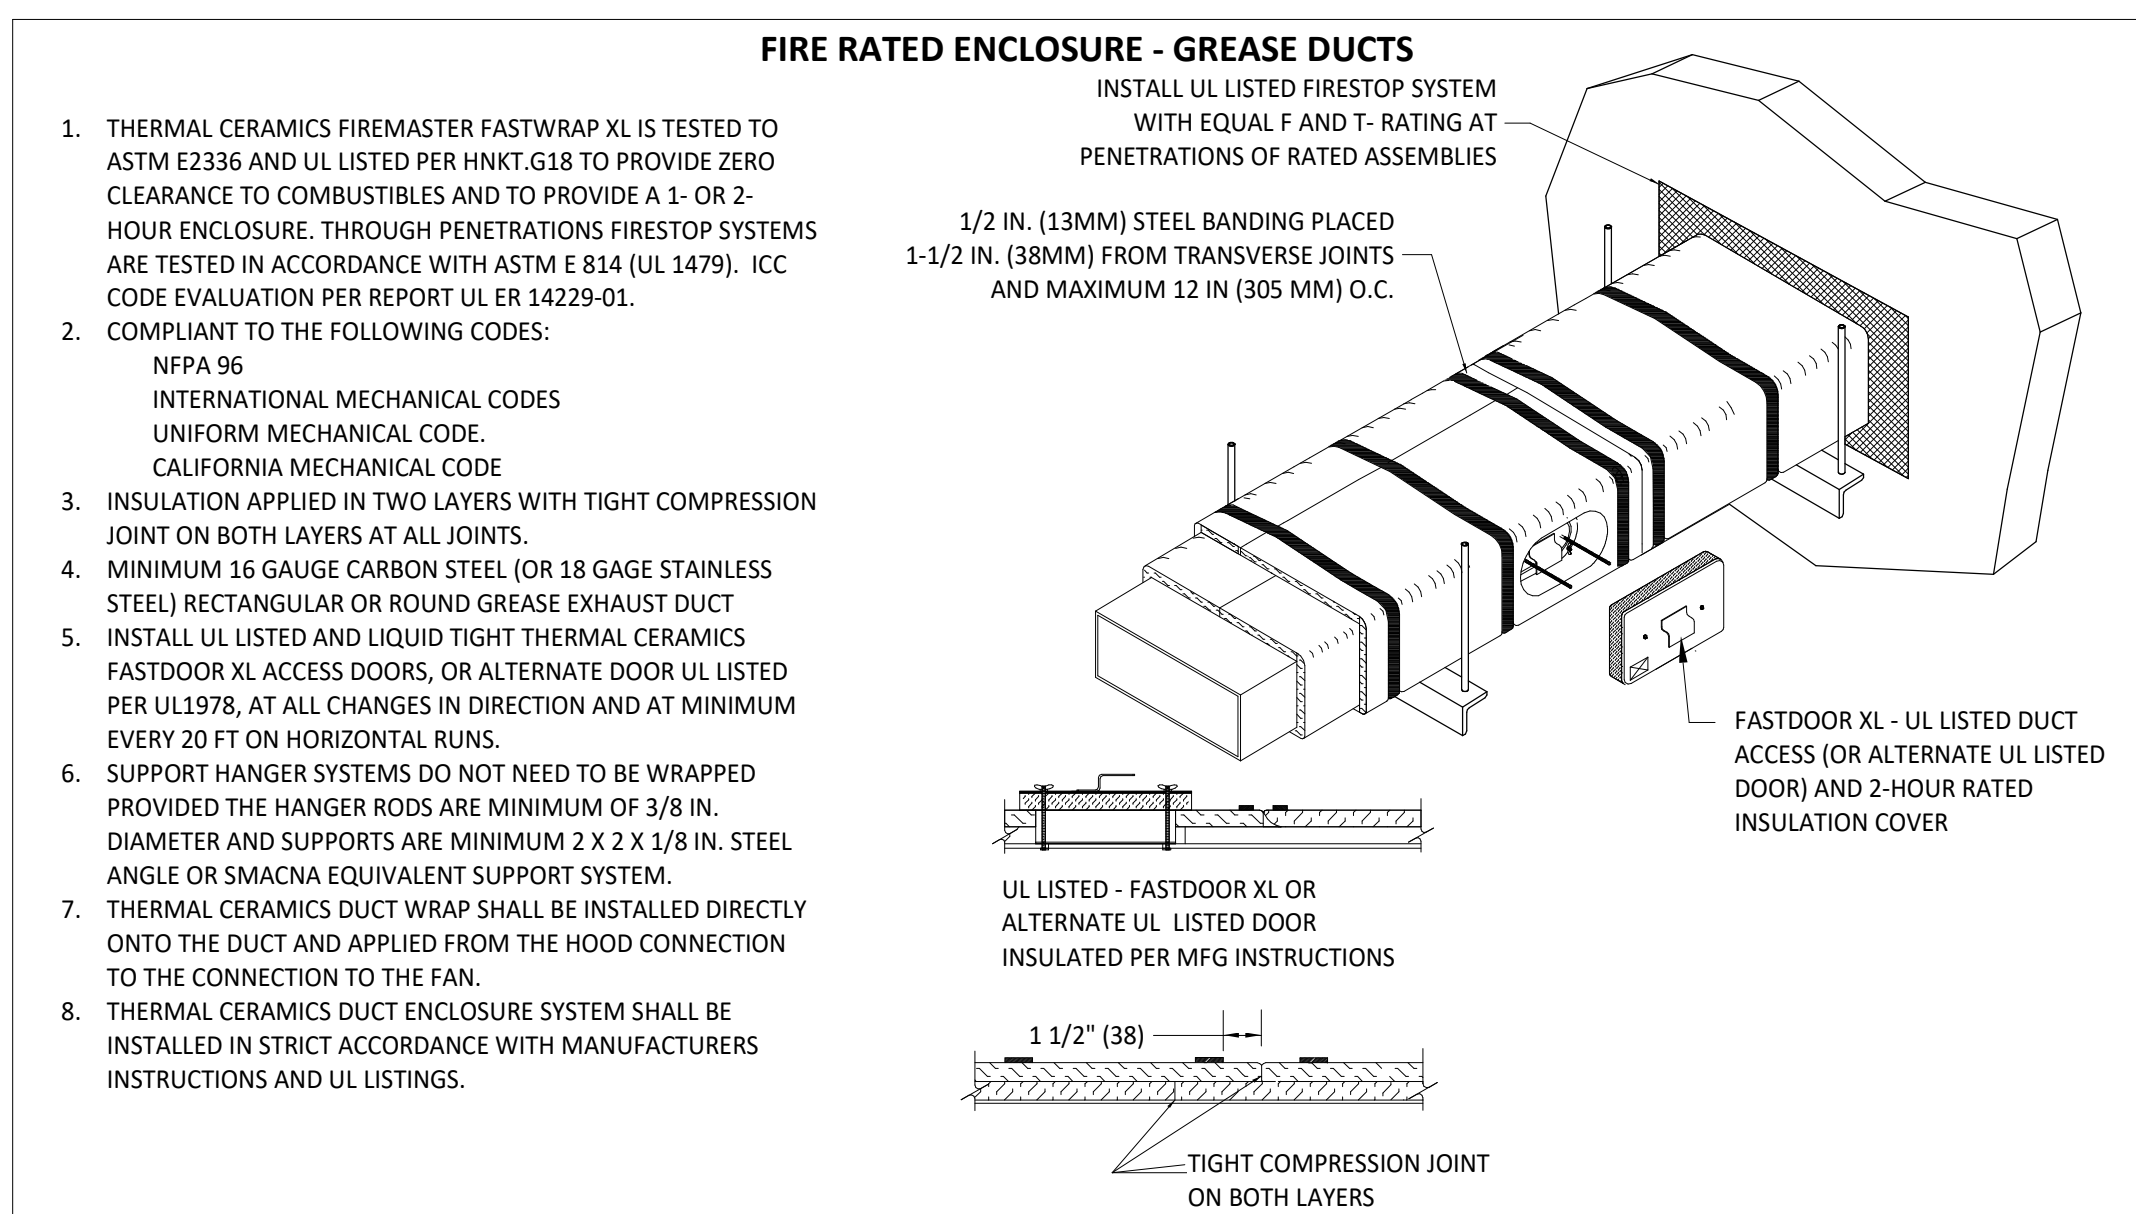 FIRE RATED ENCLOSURE - GREASE DUCTS
1. THERMAL CERAMICS FIREMASTER FASTWRAP XL IS TESTED TO
ASTM E2336 AND UL LISTED PER HNKT.G18 TO PROVIDE ZERO
CLEARANCE TO COMBUSTIBLES AND TO PROVIDE A 1- OR 2-
HOUR ENCLOSURE. THROUGH PENETRATIONS FIRESTOP SYSTEMS
ARE TESTED IN ACCORDANCE WITH ASTM E 814 (UL 1479). ICC
CODE EVALUATION PER REPORT UL ER 14229-01.
2. COMPLIANT TO THE FOLLOWING CODES:
NFPA 96
INTERNATIONAL MECHANICAL CODES
UNIFORM MECHANICAL CODE.
CALIFORNIA MECHANICAL CODE
3. INSULATION APPLIED IN TWO LAYERS WITH TIGHT COMPRESSION
JOINT ON BOTH LAYERS AT ALL JOINTS.
4. MINIMUM 16 GAUGE CARBON STEEL (OR 18 GAGE STAINLESS
STEEL) RECTANGULAR OR ROUND GREASE EXHAUST DUCT
5. INSTALL UL LISTED AND LIQUID TIGHT THERMAL CERAMICS
FASTDOOR XL ACCESS DOORS, OR ALTERNATE DOOR UL LISTED
PER UL1978, AT ALL CHANGES IN DIRECTION AND AT MINIMUM
EVERY 20 FT ON HORIZONTAL RUNS.
6. SUPPORT HANGER SYSTEMS DO NOT NEED TO BE WRAPPED
PROVIDED THE HANGER RODS ARE MINIMUM OF 3/8 IN.
DIAMETER AND SUPPORTS ARE MINIMUM 2 X 2 X 1/8 IN. STEEL
ANGLE OR SMACNA EQUIVALENT SUPPORT SYSTEM.
7. THERMAL CERAMICS DUCT WRAP SHALL BE INSTALLED DIRECTLY
ONTO THE DUCT AND APPLIED FROM THE HOOD CONNECTION
TO THE CONNECTION TO THE FAN.
8. THERMAL CERAMICS DUCT ENCLOSURE SYSTEM SHALL BE
INSTALLED IN STRICT ACCORDANCE WITH MANUFACTURERS
INSTRUCTIONS AND UL LISTINGS.
INSTALL UL LISTED FIRESTOP SYSTEM
WITH EQUAL F AND T- RATING AT
PENETRATIONS OF RATED ASSEMBLIES
1/2 IN. (13MM) STEEL BANDING PLACED
1-1/2 IN. (38MM) FROM TRANSVERSE JOINTS
AND MAXIMUM 12 IN (305 MM) O.C.
FASTDOOR XL - UL LISTED DUCT
ACCESS (OR ALTERNATE UL LISTED
DOOR) AND 2-HOUR RATED
INSULATION COVER
UL LISTED - FASTDOOR XL OR
ALTERNATE UL LISTED DOOR
INSULATED PER MFG INSTRUCTIONS
1 1/2" (38)
TIGHT COMPRESSION JOINT
ON BOTH LAYERS